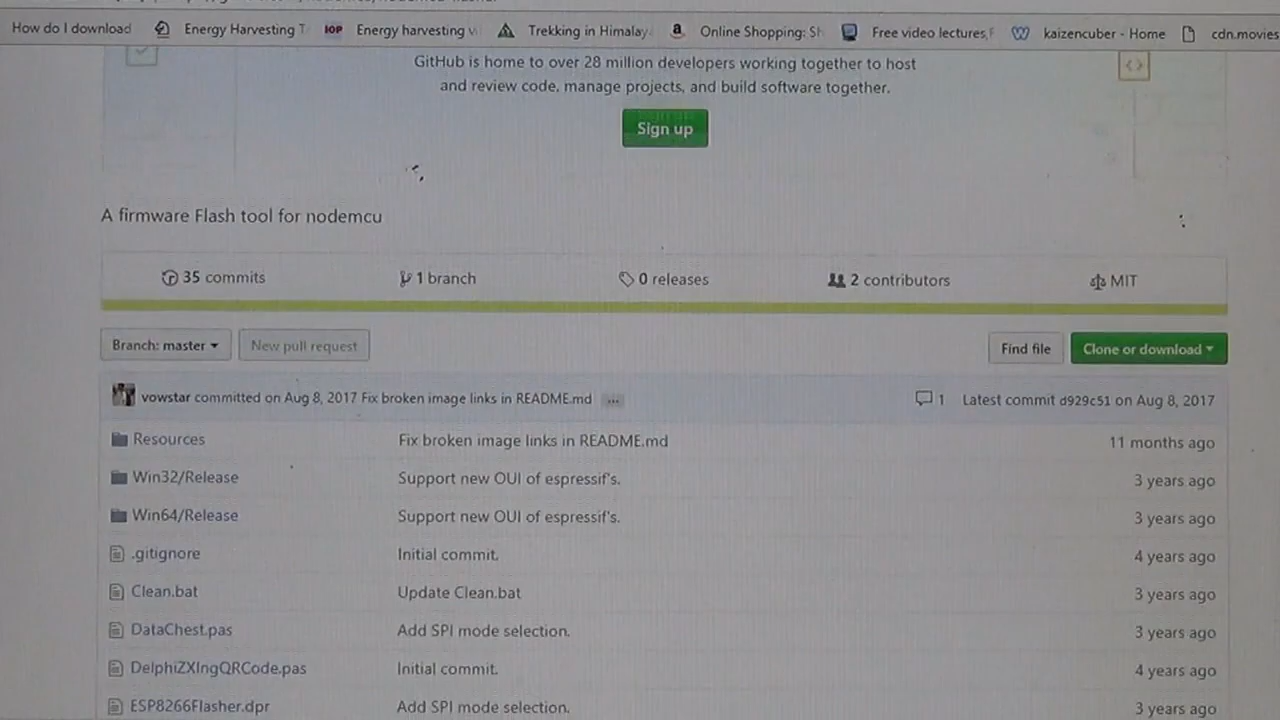 How do I download Energy Harvesting T IOP Energy harvesting Trekking in Himalay a Online Shopping: Sh Free video lectures, F W kaizencuber - Home cdn.movies
GitHub is home to over 28 million developers working together to host
and review code, manage projects, and build software together.
Sign up
A firmware Flash tool for nodemcu
35 commits 1 branch 0 releases 2 contributors MIT
Branch: master New pull request Find file Clone or download
vowstar committed on Aug 8, 2017 Fix broken image links in README.md ... 1 Latest commit d929c51 on Aug 8, 2017
Resources Fix broken image links in README.md 11 months ago
Win32/Release Support new OUI of espressif's. 3 years ago
Win64/Release Support new OUI of espressif's. 3 years ago
.gitignore Initial commit. 4 years ago
Clean.bat Update Clean.bat 3 years ago
DataChest.pas Add SPI mode selection. 3 years ago
DelphiZXIngQRCode.pas Initial commit. 4 years ago
ESP8266Flasher.dpr Add SPI mode selection. 3 years ago